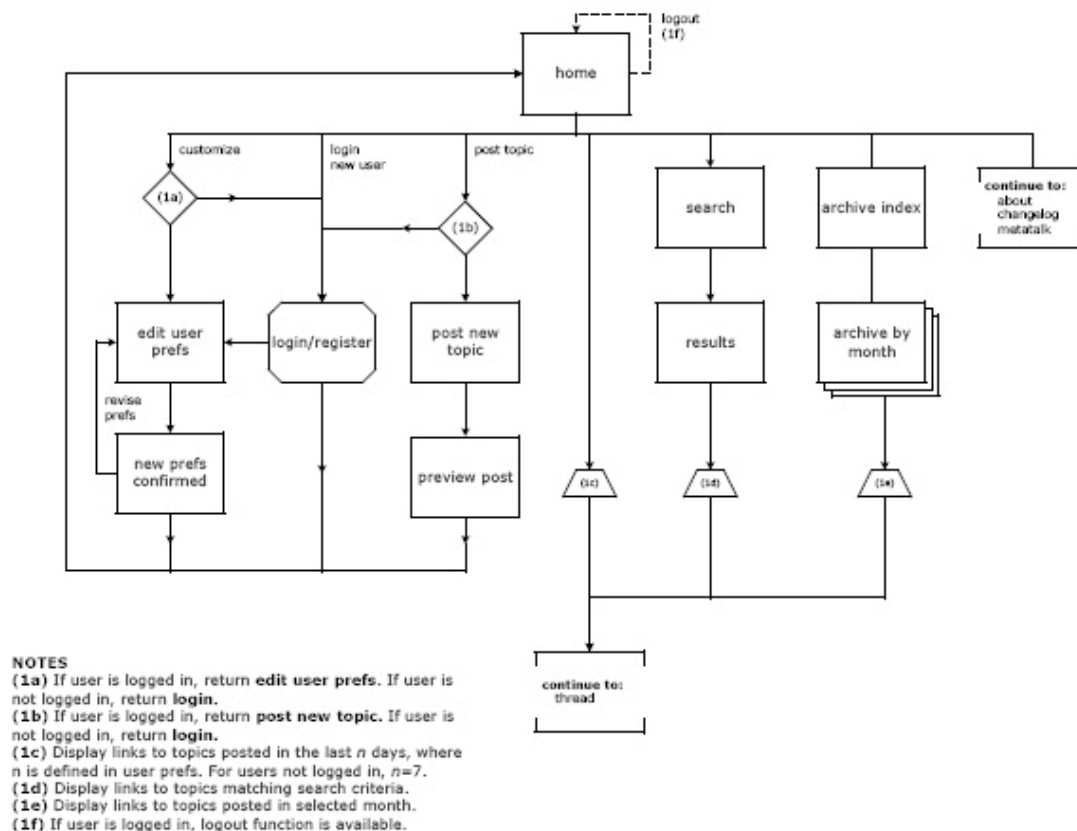 logout
(1f)
home
customize
login
new user
post topic
(1a)
(1b)
search
archive index
continue to:
about
changelog
metatalk
edit user
prefs
login/register
post new
topic
results
archive by
month
revise
prefs
new prefs
confirmed
preview post
(1c)
(1d)
(1e)
continue to:
thread
NOTES
(1a) If user is logged in, return edit user prefs. If user is
not logged in, return login.
(1b) If user is logged in, return post new topic. If user is
not logged in, return login.
(1c) Display links to topics posted in the last n days, where
n is defined in user prefs. For users not logged in, n=7.
(1d) Display links to topics matching search criteria.
(1e) Display links to topics posted in selected month.
(1f) If user is logged in, logout function is available.